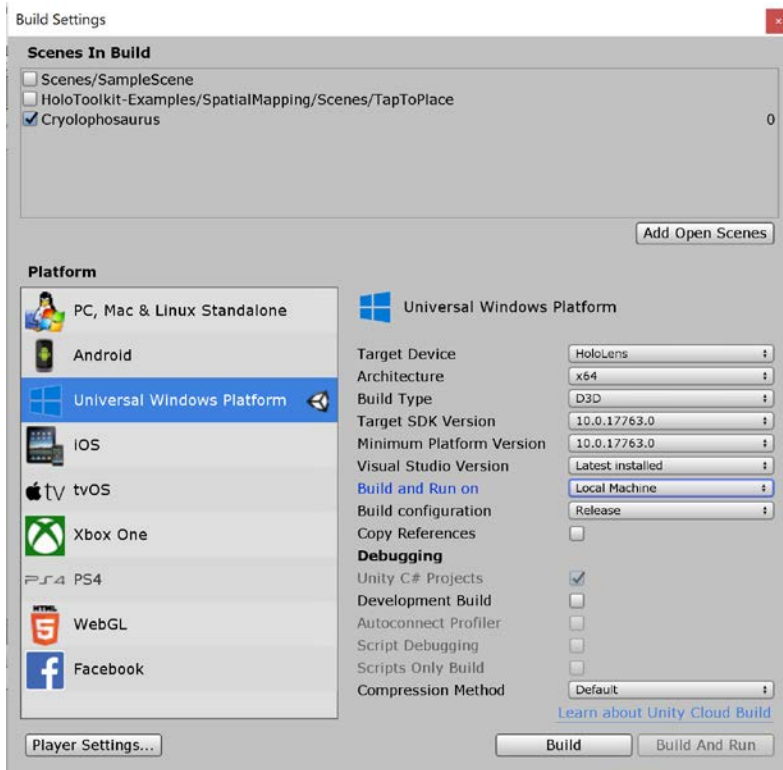 Build Settings
Scenes In Build
Scenes/SampleScene
HoloToolkit-Examples/SpatialMapping/Scenes/TapToPlace
Cryolophosaurus 0
Add Open Scenes
Platform
PC, Mac & Linux Standalone
Android
Universal Windows Platform
iOS
tv tvOS
Xbox One
PS4 PS4
HTML 5 WebGL
f Facebook
Universal Windows Platform
Target Device HoloLens
Architecture x64
Build Type D3D
Target SDK Version 10.0.17763.0
Minimum Platform Version 10.0.17763.0
Visual Studio Version Latest installed
Build and Run on Local Machine
Build configuration Release
Copy References
Debugging
Unity C# Projects
Development Build
Autoconnect Profiler
Script Debugging
Scripts Only Build
Compression Method Default
Learn about Unity Cloud Build
Player Settings...
Build
Build And Run